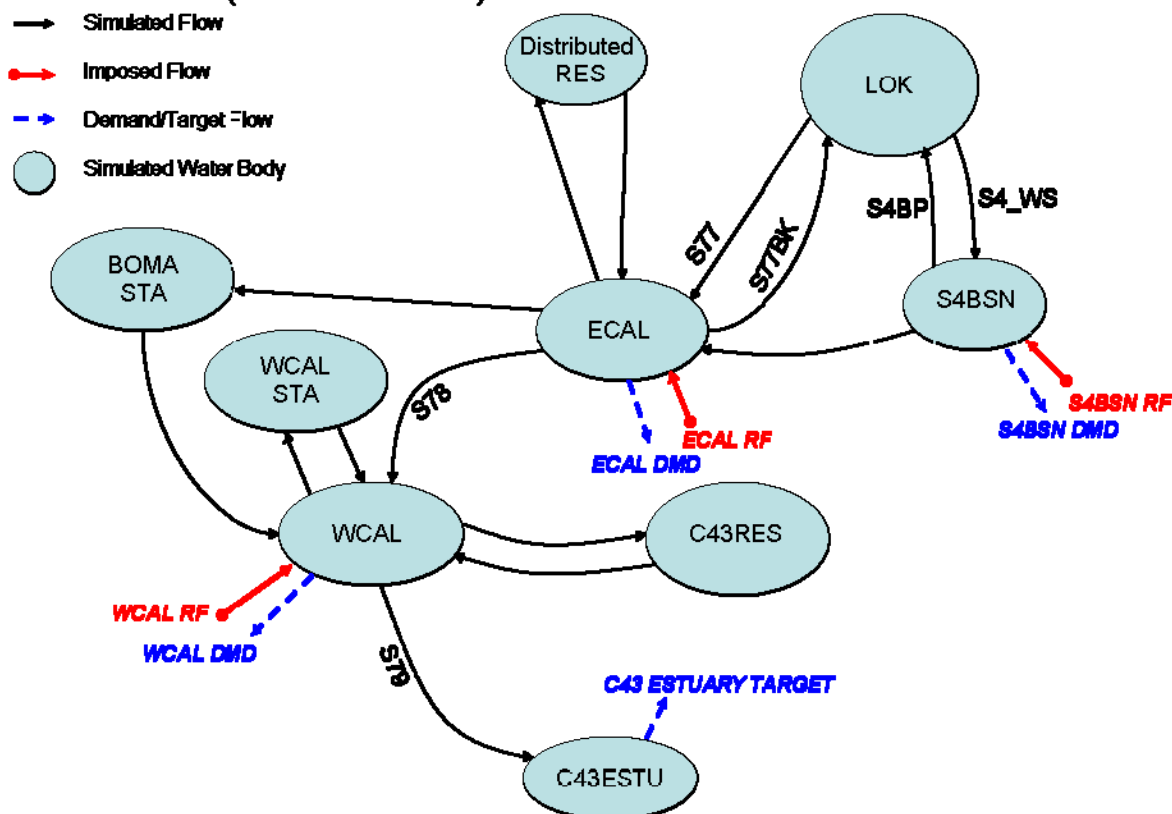 Simulated Flow
Imposed Flow
Demand/Target Flow
Simulated Water Body
Distributed
RES
LOK
S77
S77BK
S4BP
S4_WS
BOMA
STA
ECAL
S4BSN
WCAL
STA
S78
ECAL RF
ECAL DMD
S4BSN RF
S4BSN DMD
WCAL
C43RES
WCAL RF
WCAL DMD
S79
C43 ESTUARY TARGET
C43ESTU